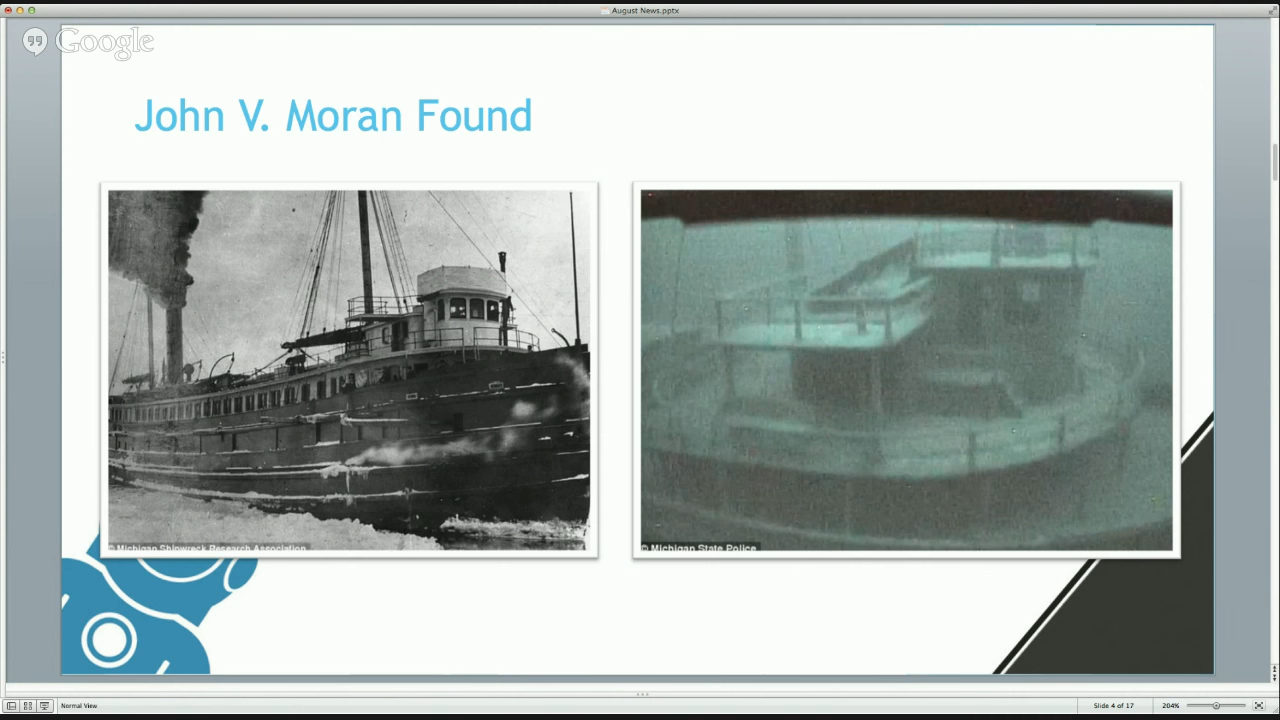 August News.pptx
Google
John V. Moran Found
© Michigan Shipwreck Research Association
© Michigan State Police
Normal View
Slide 4 of 17
204%